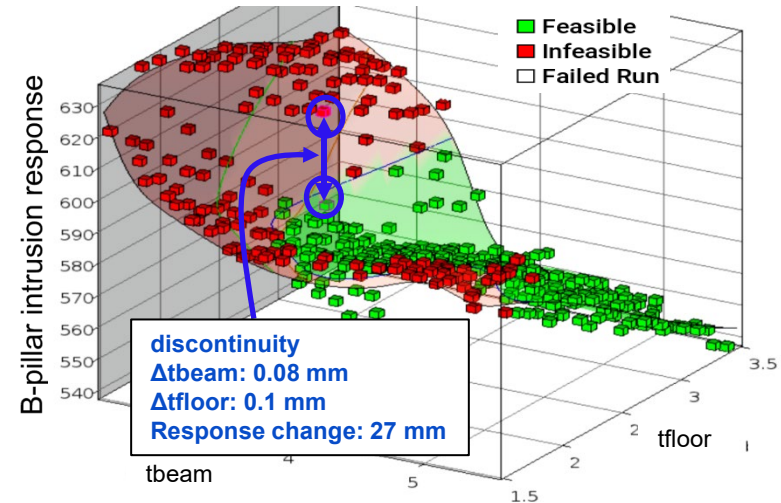 Feasible
Infeasible
Failed Run
B-pillar intrusion response
630
620
610
600
590
580
570
560
550
540
discontinuity
Δtbeam: 0.08 mm
Δtfloor: 0.1 mm
Response change: 27 mm
tbeam
4
5
1.5
2
2
3
3.5
tfloor